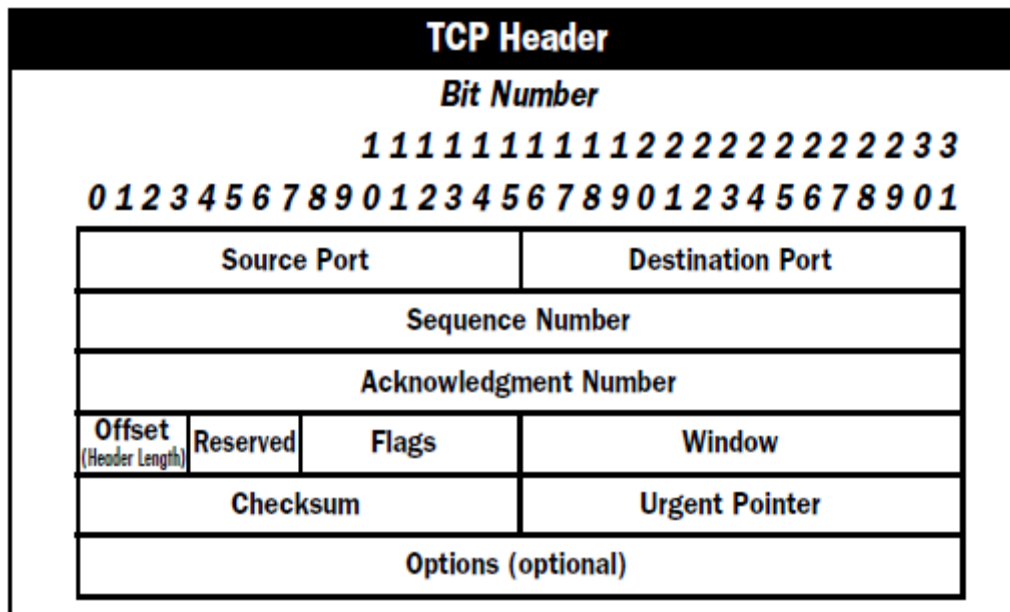 TCP Header
Bit Number
1 1 1 1 1 1 1 1 1 1 2 2 2 2 2 2 2 2 2 2 3 3
0 1 2 3 4 5 6 7 8 9 0 1 2 3 4 5 6 7 8 9 0 1 2 3 4 5 6 7 8 9 0 1
Source Port Destination Port
Sequence Number
Acknowledgment Number
Offset
(Header Length) Reserved Flags Window
Checksum Urgent Pointer
Options (optional)